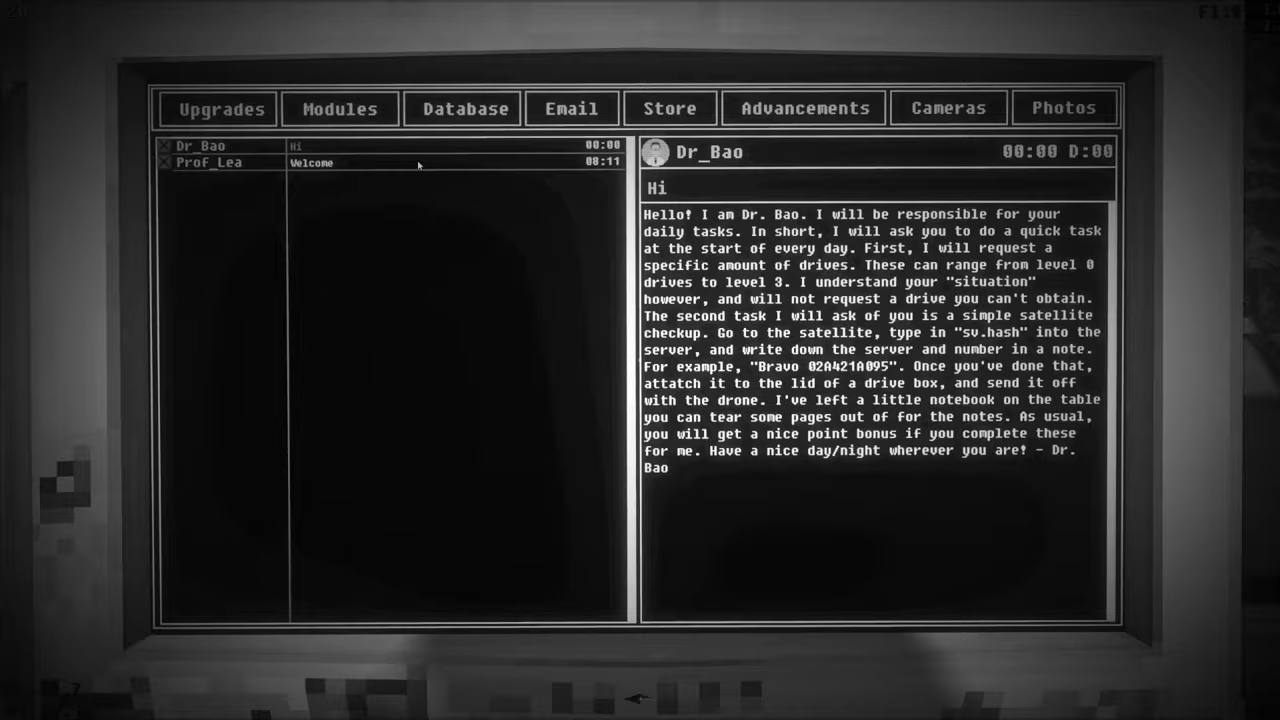 Upgrades Modules Database Email Store Advancements Cameras Photos
Dr_Bao Hi 00:00
Prof_Lea Welcome 08:11
Dr_Bao 00:00 D:00
Hi
Hello! I am Dr. Bao. I will be responsible for your
daily tasks. In short, I will ask you to do a quick task
at the start of every day. First, I will request a
specific amount of drives. These can range from level 0
drives to level 3. I understand your "situation"
however, and will not request a drive you can't obtain.
The second task I will ask of you is a simple satellite
checkup. Go to the satellite, type in "sv.hash" into the
server, and write down the server and number in a note.
For example, "Bravo 02A421A095". Once you've done that,
attatch it to the lid of a drive box, and send it off
with the drone. I've left a little notebook on the table
you can tear some pages out of for the notes. As usual,
you will get a nice point bonus if you complete these
for me. Have a nice day/night wherever you are! - Dr.
Bao